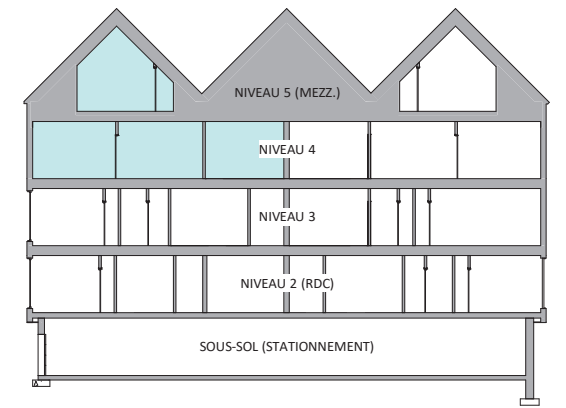 NIVEAU 5 (MEZZ.)
NIVEAU 4
NIVEAU 3
NIVEAU 2 (RDC)
SOUS-SOL (STATIONNEMENT)